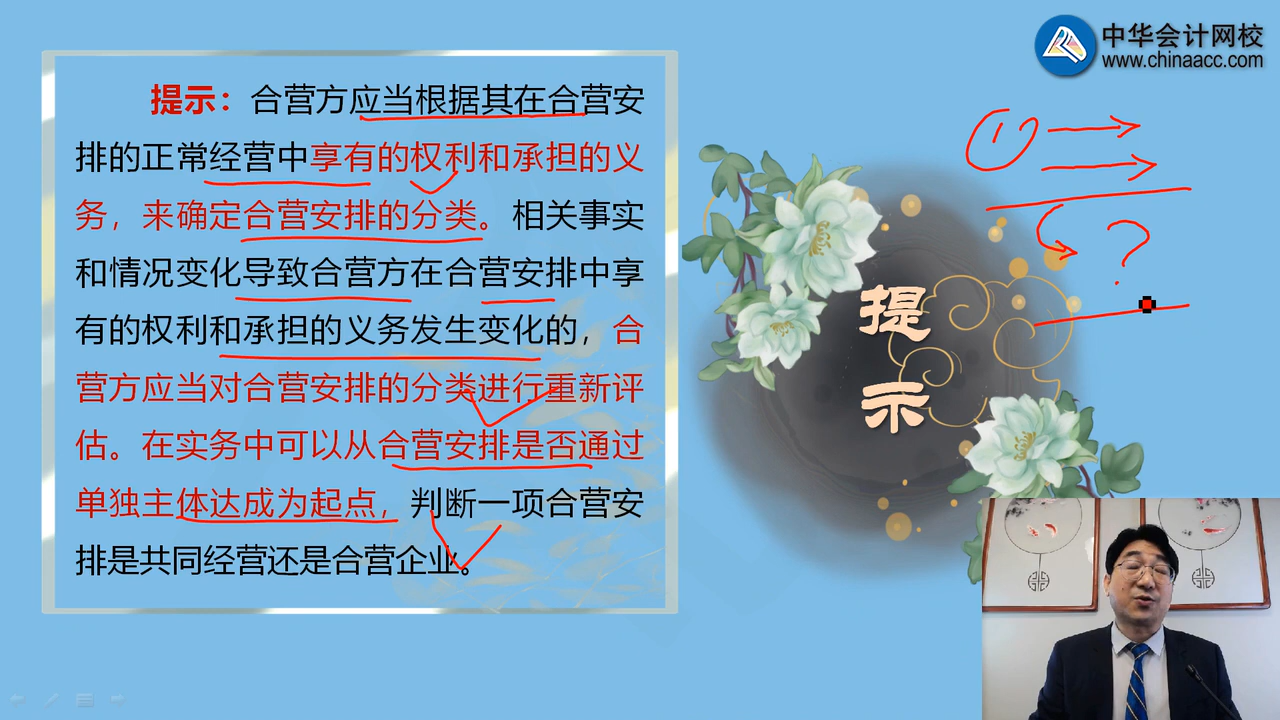 中华会计网校
www.chinaacc.com
提示：合营方应当根据其在合营安
排的正常经营中享有的权利和承担的义
务，来确定合营安排的分类。相关事实
和情况变化导致合营方在合营安排中享
有的权利和承担的义务发生变化的，合
营方应当对合营安排的分类进行重新评
估。在实务中可以从合营安排是否通过
单独主体达成为起点，判断一项合营安
排是共同经营还是合营企业。
提
示
①
?